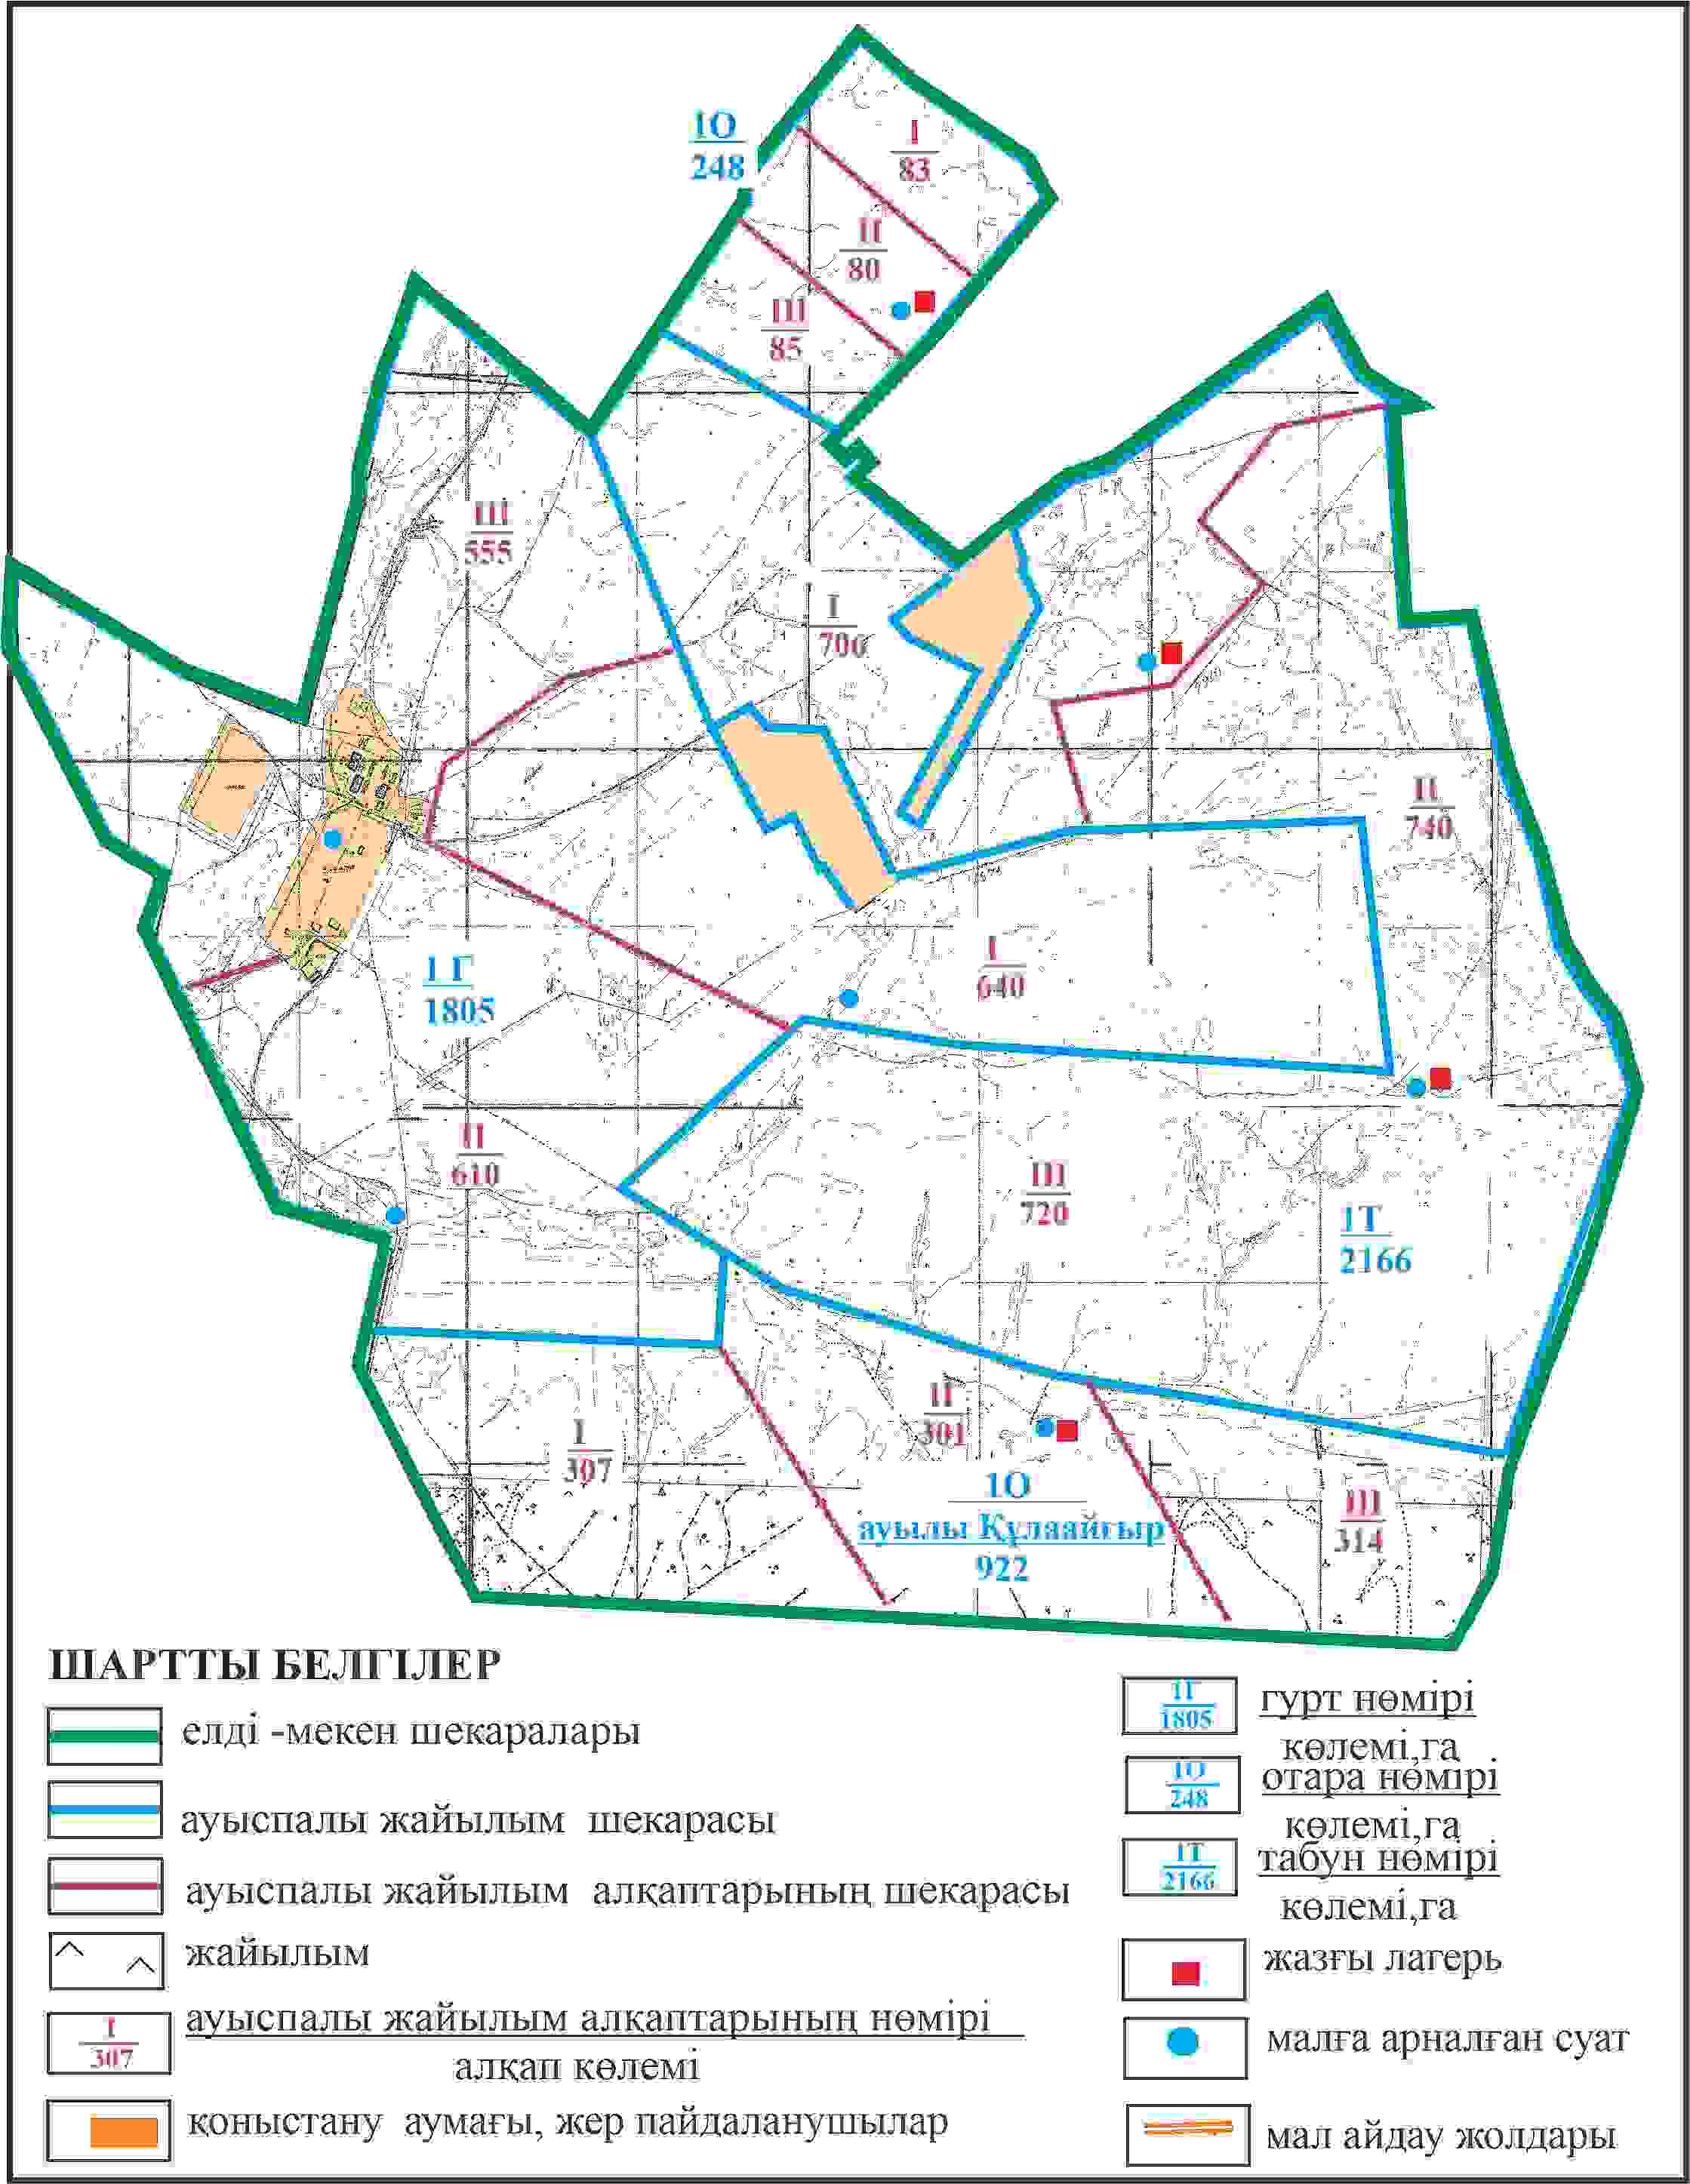 1О
248
I
83
II
80
III
85
III
555
I
706
II
740
I
640
1Г
1805
II
610
III
720
1Т
2166
II
301
I
307
1О
ауылы Құлаайғыр
922
III
314
ШАРТТЫ БЕЛГІЛЕР
елді -мекен шекаралары
ауыспалы жайылым шекарасы
ауыспалы жайылым алқаптарының шекарасы
жайылым
I
307
ауыспалы жайылым алқаптарының нөмірі
алқап көлемі
қоныстану аумағы, жер пайдаланушылар
1Г
1805
гурт нөмірі
көлемі,га
1О
248
отара нөмірі
көлемі,га
1Т
2166
табун нөмірі
көлемі,га
жазғы лагерь
малға арналған суат
мал айдау жолдары